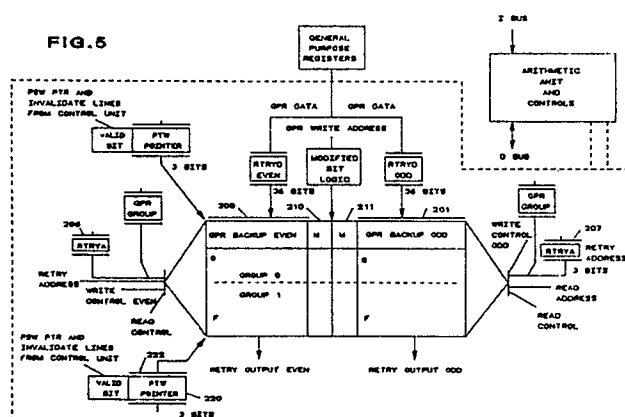 FIG.5
GENERAL
PURPOSE
REGISTERS
I BUS
ARITHMETIC
UNIT
AND
CONTROLS
D BUS
PSW PTR AND
INVALIDATE LINES
FROM CONTROL UNIT
VALID
BIT
PTW
POINTER
3 BITS
GPR DATA
GPR DATA
GPR WRITE ADDRESS
RTRYD
EVEN
MODIFIED
BIT
LOGIC
RTRYD
ODD
36 BITS
36 BITS
210
211
201
GPR
GROUP
206
RTRYA
RETRY
ADDRESS
WRITE
CONTROL EVEN
READ
CONTROL
GPR BACKUP EVEN
M
M
GPR BACKUP ODD
0
GROUP 0
GROUP 1
F
0
F
WRITE
CONTROL
ODD
GPR
GROUP
207
RTRYA
RETRY
ADDRESS
3 BITS
READ
ADDRESS
READ
CONTROL
PSW PTR AND
INVALIDATE LINES
FROM CONTROL UNIT
222
VALID
BIT
PTW
POINTER
220
3 BITS
RETRY OUTPUT EVEN
RETRY OUTPUT ODD